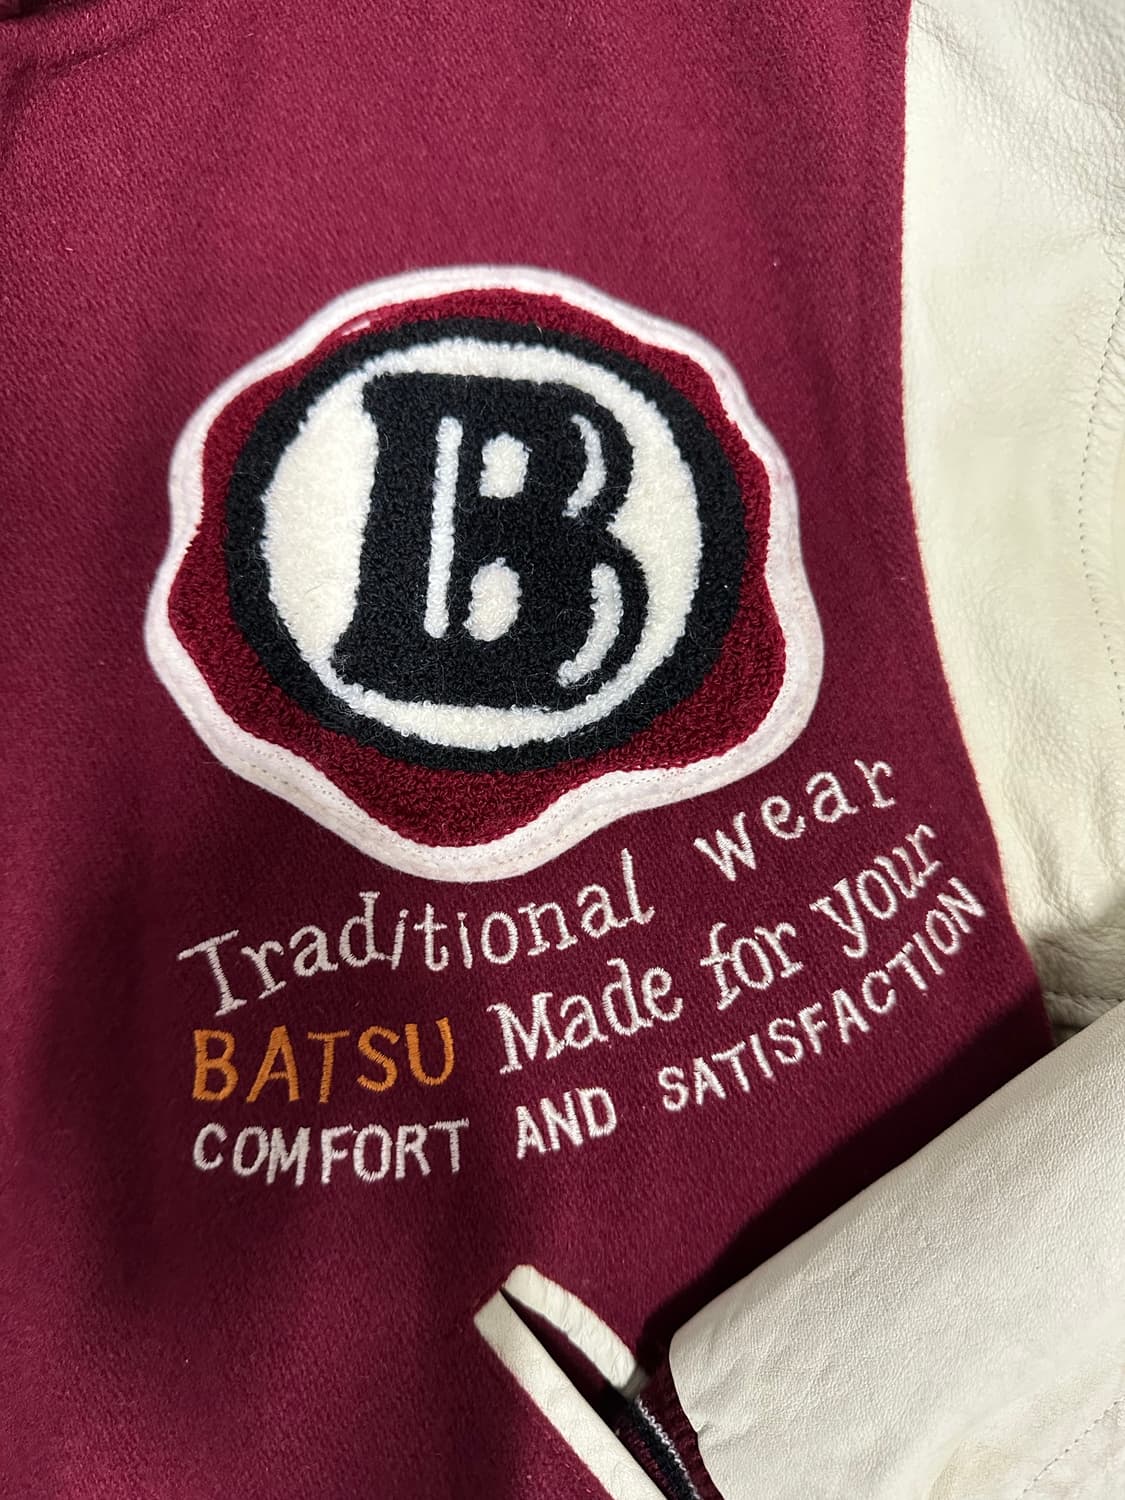 B
Traditional wear
BATSU Made for your
COMFORT AND SATISFACTION